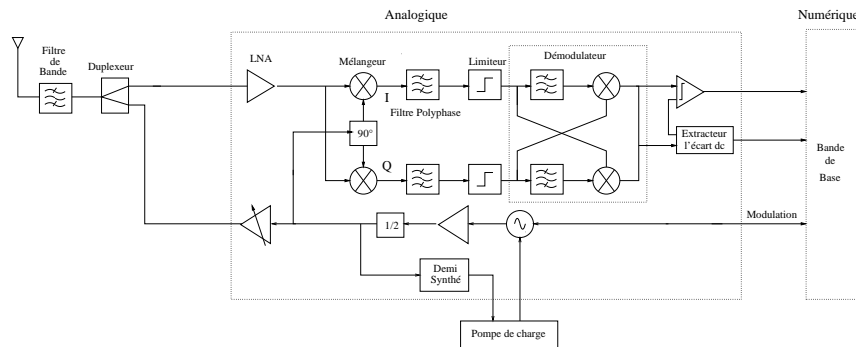 Analogique
Numérique
Filtre
de
Bande
Duplexeur
LNA
Mélangeur
I
Filtre Polyphase
Limiteur
Démodulateur
90°
Q
Extracteur
l'écart dc
Bande
de
Base
Modulation
1/2
Demi
Synthé
Pompe de charge